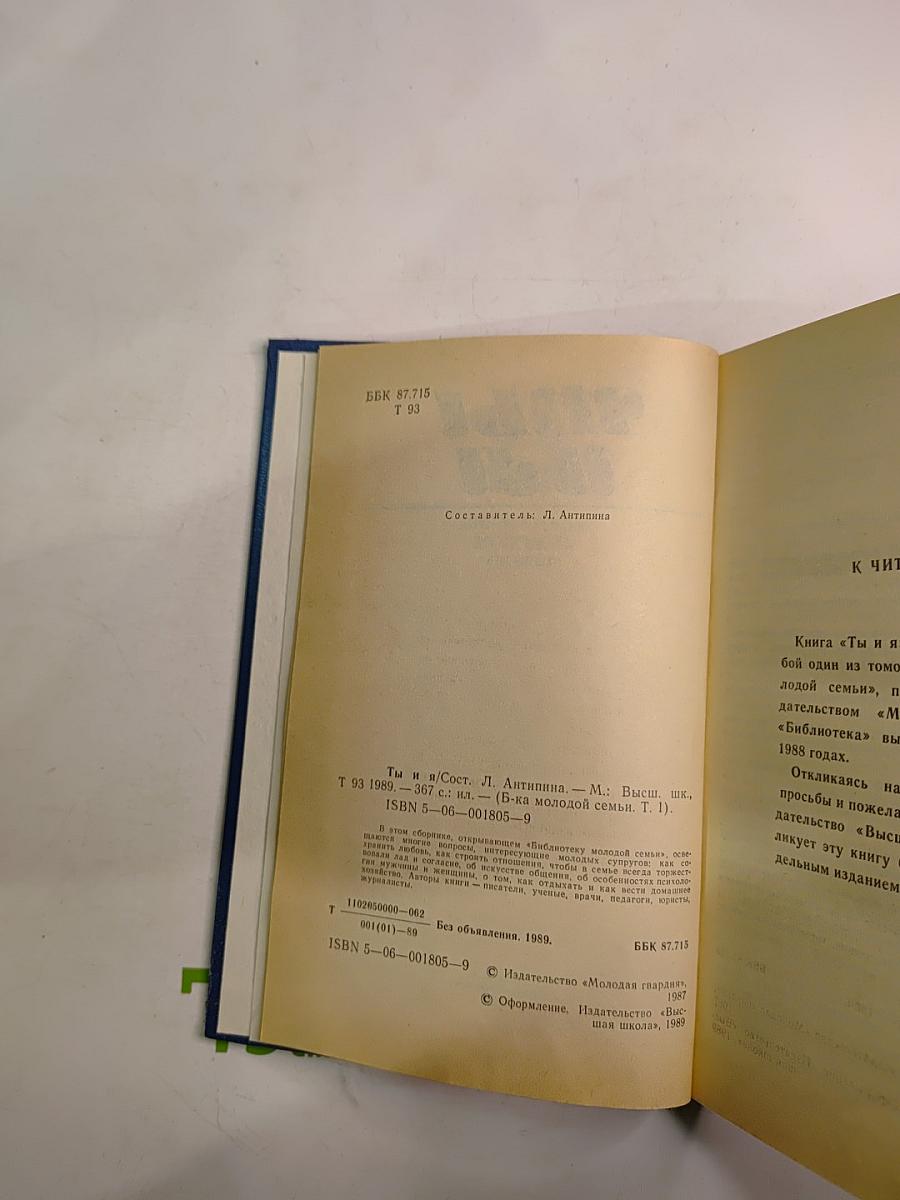 ББК 87.715
Т 93
Составитель: Л. Антипина
Ты и я/Сост. Л. Антипина. — М.: Высш. шк.,
Т 93 1989. — 367 с.: ил. — (Б-ка молодой семьи. Т. 1).
ISBN 5—06—001805—9
В этом сборнике, открывающем «Библиотеку молодой семьи», осве-
щаются многие вопросы, интересующие молодых супругов: как со-
хранить любовь, как строить отношения, чтобы в семье всегда торжест-
вовали лад и согласие, об искусстве общения, об особенностях психоло-
гии мужчины и женщины, о том, как отдыхать и как вести домашнее
хозяйство. Авторы книги — писатели, ученые, врачи, педагоги, юристы,
журналисты.
Т 1102050000—062
001(01)—89
Без объявления. 1989.
ББК 87.715
ISBN 5—06—001805—9
© Издательство «Молодая гвардия»,
1987
© Оформление. Издательство «Выс-
шая школа», 1989
К ЧИТ
Книга «Ты и я
бой один из томо
лодой семьи», п
дательством «М
«Библиотека» вы
1988 годах.
Откликаясь на
просьбы и пожела
дательство «Высш
ликует эту книгу
дельным изданием